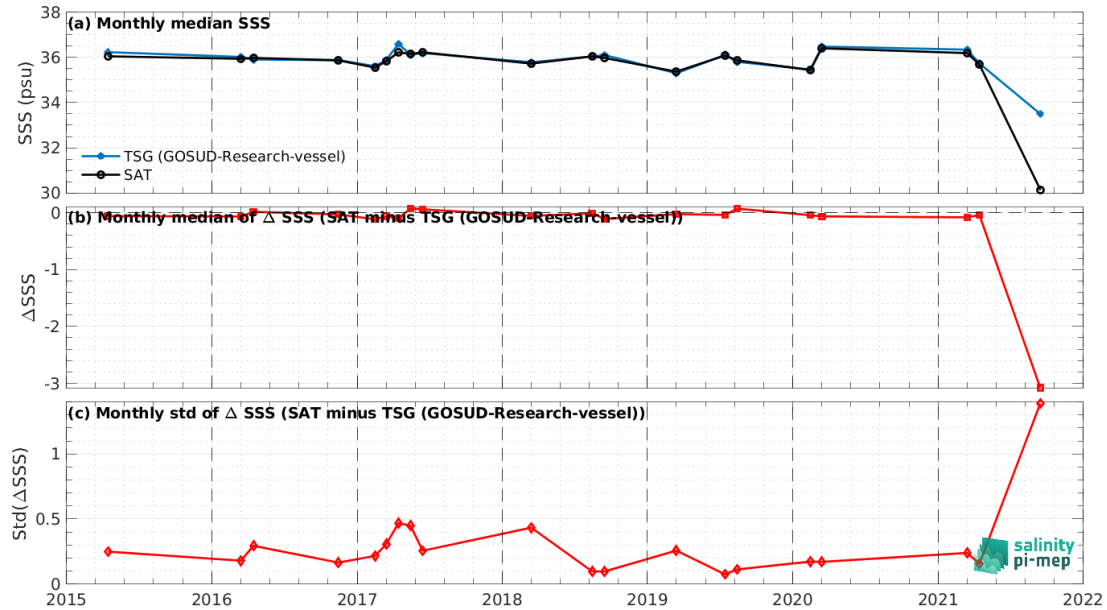 (a) Monthly median SSS
38
36
34
32
30
SSS (psu)
TSG (GOSUD-Research-vessel)
SAT
(b) Monthly median of Δ SSS (SAT minus TSG (GOSUD-Research-vessel))
0
-1
-2
-3
ΔSSS
(c) Monthly std of Δ SSS (SAT minus TSG (GOSUD-Research-vessel))
1
0.5
0
Std(ΔSSS)
salinity
pi-mep
2015 2016 2017 2018 2019 2020 2021 2022